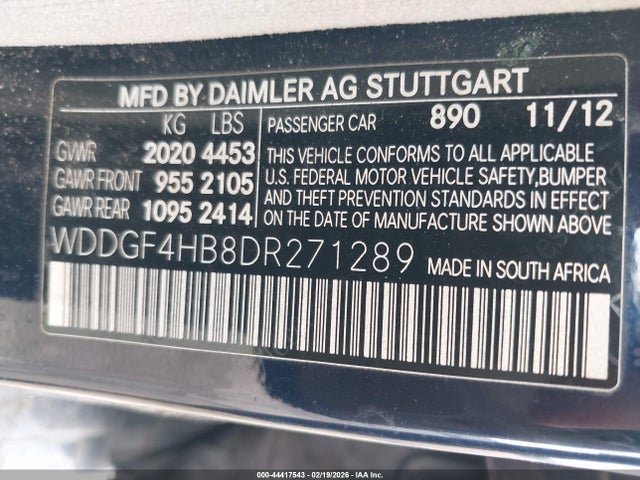 MFD BY DAIMLER AG STUTTGART
KG LBS
GVWR 2020 4453
GAWR FRONT 955 2105
GAWR REAR 1095 2414
PASSENGER CAR 890 11/12
THIS VEHICLE CONFORMS TO ALL APPLICABLE
U.S. FEDERAL MOTOR VEHICLE SAFETY,BUMPER
AND THEFT PREVENTION STANDARDS IN EFFECT
ON THE DATE OF MANUFACTURE SHOWN ABOVE
WDDGF4HB8DR271289 MADE IN SOUTH AFRICA
000-44417543 - 02/19/2026 - IAA Inc.